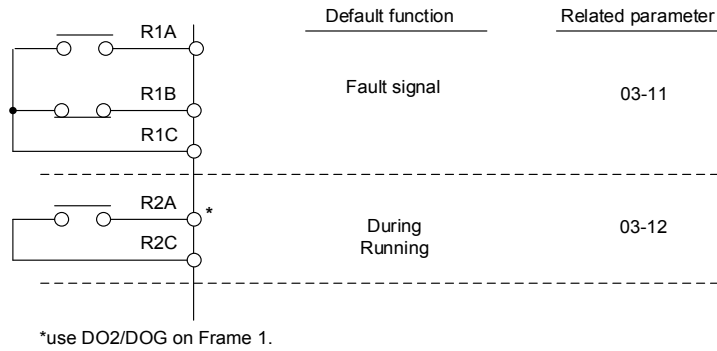 Default function
Related parameter
R1A
R1B
R1C
Fault signal
03-11
R2A
*
R2C
During
Running
03-12
*use DO2/DOG on Frame 1.